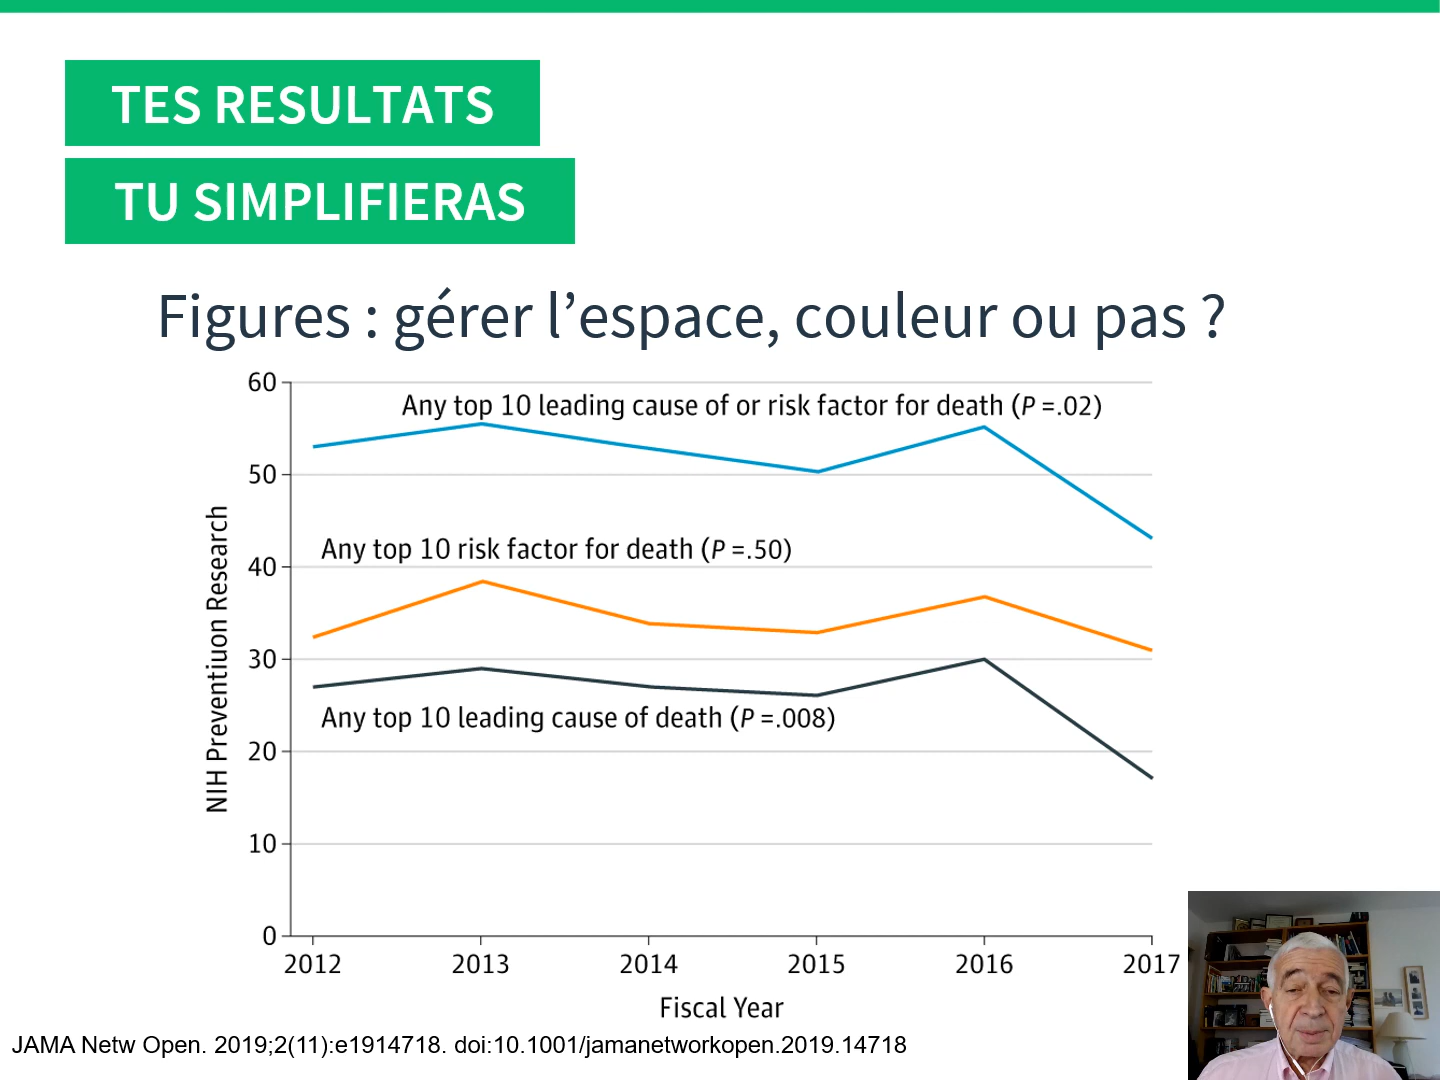 TES RESULTATS
TU SIMPLIFIERAS
Figures : gérer l’espace, couleur ou pas ?
60
Any top 10 leading cause of or risk factor for death (P =.02)
50
Any top 10 risk factor for death (P =.50)
40
30
Any top 10 leading cause of death (P =.008)
20
10
0
NIH Preventiuon Research
2012 2013 2014 2015 2016 2017
Fiscal Year
JAMA Netw Open. 2019;2(11):e1914718. doi:10.1001/jamanetworkopen.2019.14718